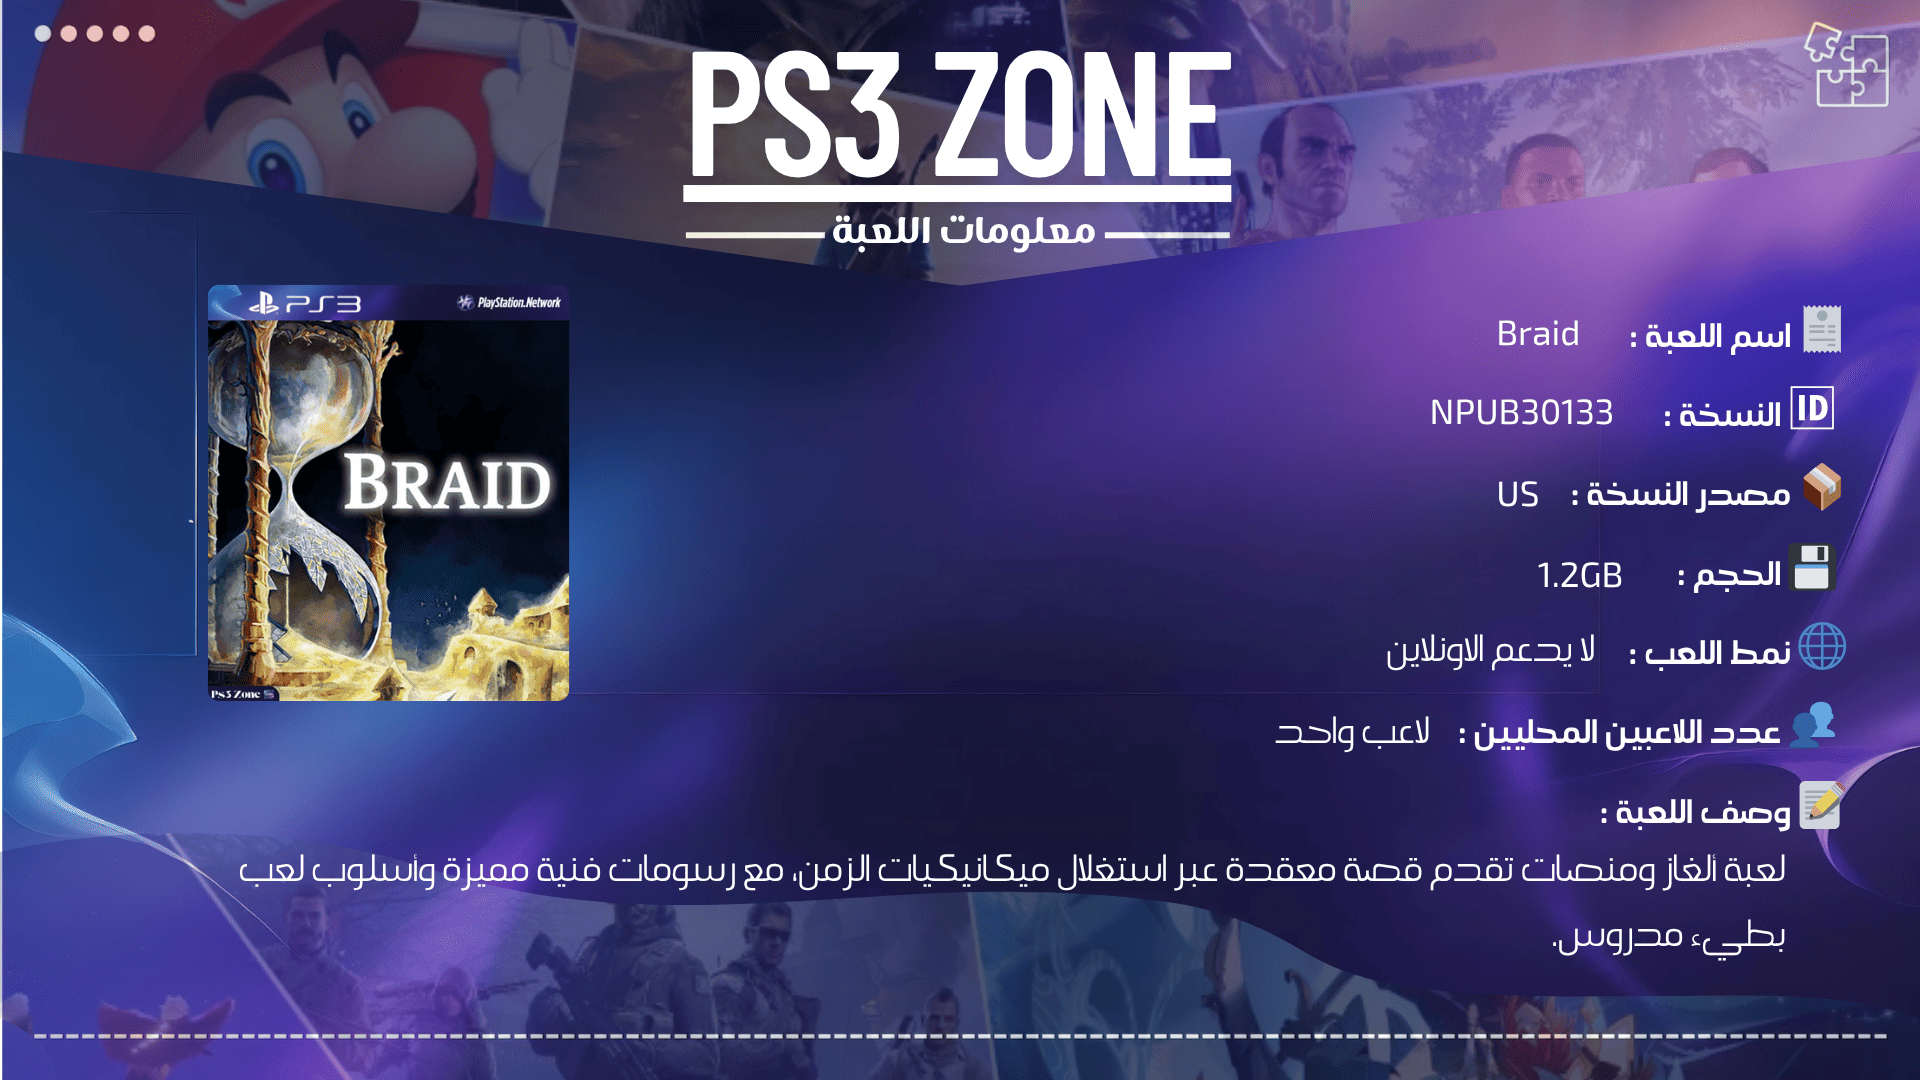 PS3 ZONE
معلومات اللعبة
PS3 PlayStation.Network
BRAID
Ps3 Zone
اسم اللعبة : Braid
ID النسخة : NPUB30133
مصدر النسخة : US
الحجم : 1.2GB
نمط اللعب : لا يدعم الاونلاين
عدد اللاعبين المحليين : لاعب واحد
وصف اللعبة :
لعبة ألغاز ومنصات تقدم قصة معقدة عبر استغلال ميكانيكيات الزمن، مع رسومات فنية مميزة وأسلوب لعب
بطيء مدروس.